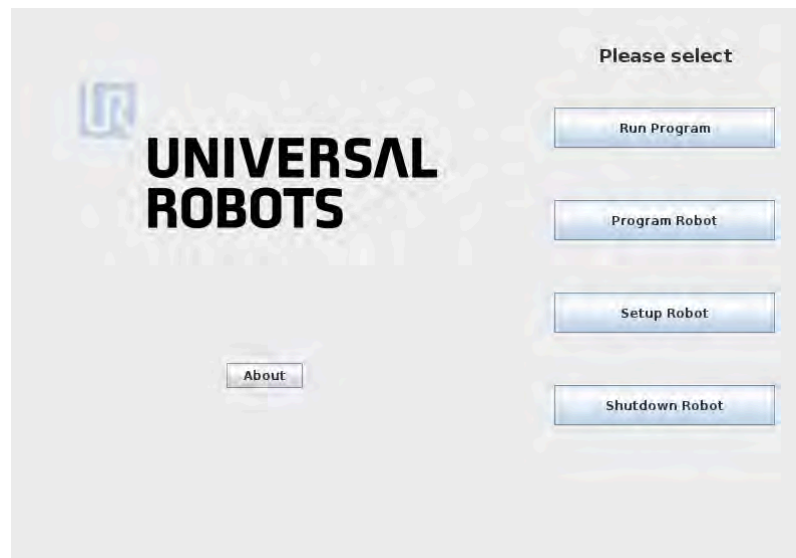 Please select
Run Program
UNIVERSAL
ROBOTS
Program Robot
Setup Robot
About
Shutdown Robot